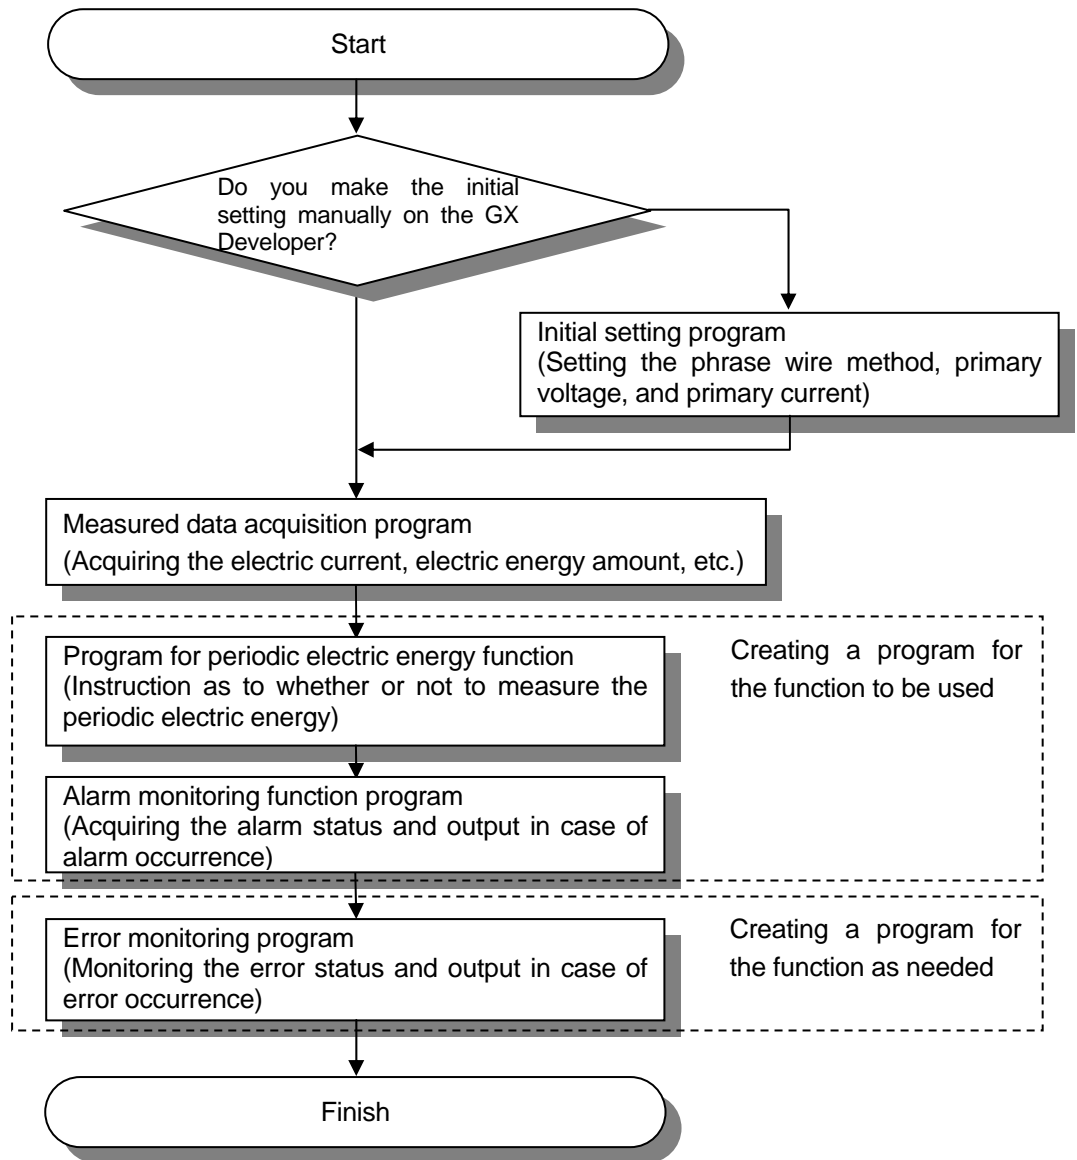 Start
Do you make the initial
setting manually on the GX
Developer?
Initial setting program
(Setting the phrase wire method, primary
voltage, and primary current)
Measured data acquisition program
(Acquiring the electric current, electric energy amount, etc.)
Program for periodic electric energy function
(Instruction as to whether or not to measure the
periodic electric energy)
Creating a program for
the function to be used
Alarm monitoring function program
(Acquiring the alarm status and output in case of
alarm occurrence)
Error monitoring program
(Monitoring the error status and output in case of
error occurrence)
Creating a program for
the function as needed
Finish